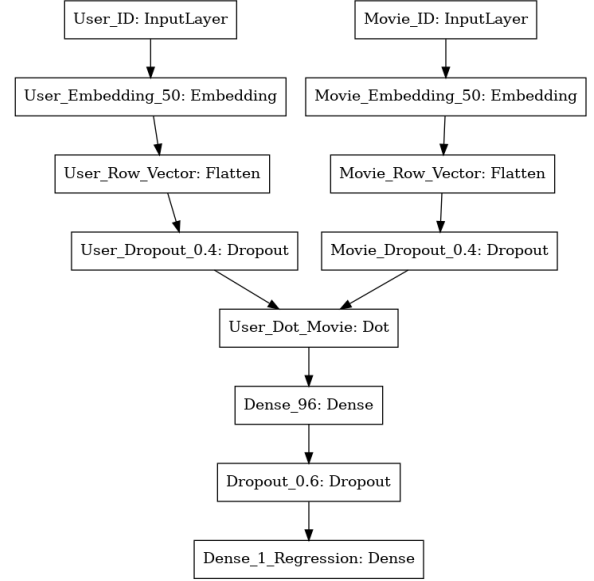 User_ID: InputLayer
Movie_ID: InputLayer
User_Embedding_50: Embedding
Movie_Embedding_50: Embedding
User_Row_Vector: Flatten
Movie_Row_Vector: Flatten
User_Dropout_0.4: Dropout
Movie_Dropout_0.4: Dropout
User_Dot_Movie: Dot
Dense_96: Dense
Dropout_0.6: Dropout
Dense_1_Regression: Dense